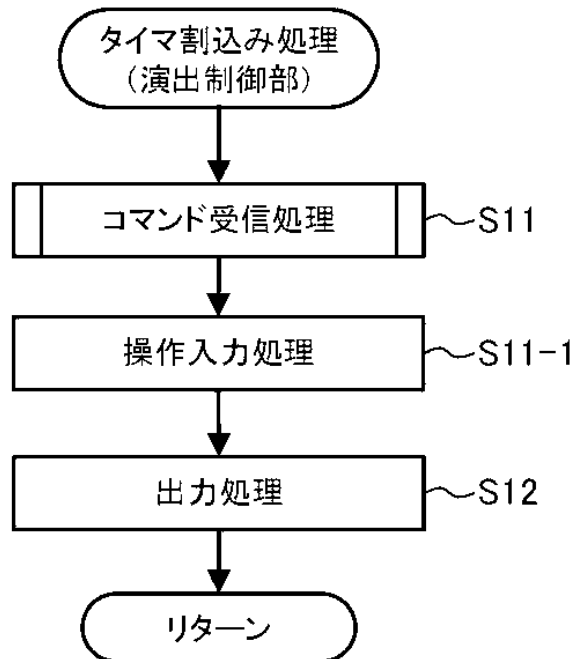 タイマ割込み処理
（演出制御部）
コマンド受信処理
S11
操作入力処理
S11-1
出力処理
S12
リターン